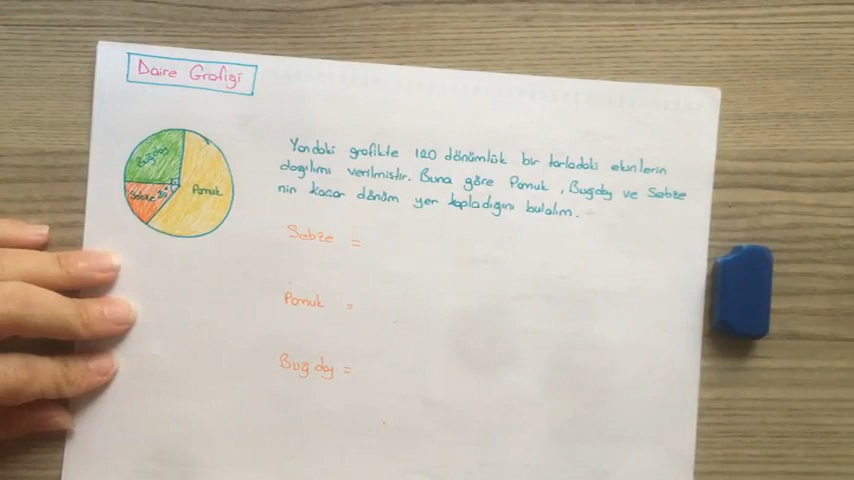 Daire Grafiği
Buğday
Sebze
Pamuk
Yandaki grafikte 120 dönümlük bir tarladaki ekinlerin
dağılımı verilmiştir. Buna göre Pamuk, Buğday ve Sebze
nin kaçar dönüm yer kapladığını bulalım.
Sebze =
Pamuk =
Buğday =